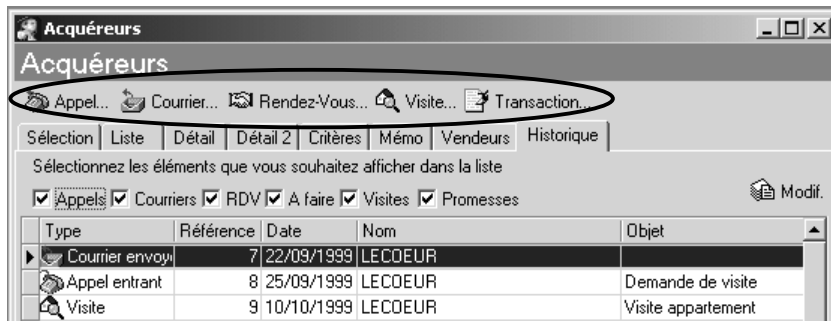 Acquéreurs
Acquéreurs
Appel... Courrier... Rendez-Vous... Visite... Transaction...
Sélection Liste Détail Détail 2 Critères Mémo Vendeurs Historique
Sélectionnez les éléments que vous souhaitez afficher dans la liste
Appels Courriers RDV A faire Visites Promesses Modif.
Type Référence Date Nom Objet
Courrier envoyé 7 22/09/1999 LECOEUR
Appel entrant 8 25/09/1999 LECOEUR Demande de visite
Visite 9 10/10/1999 LECOEUR Visite appartement